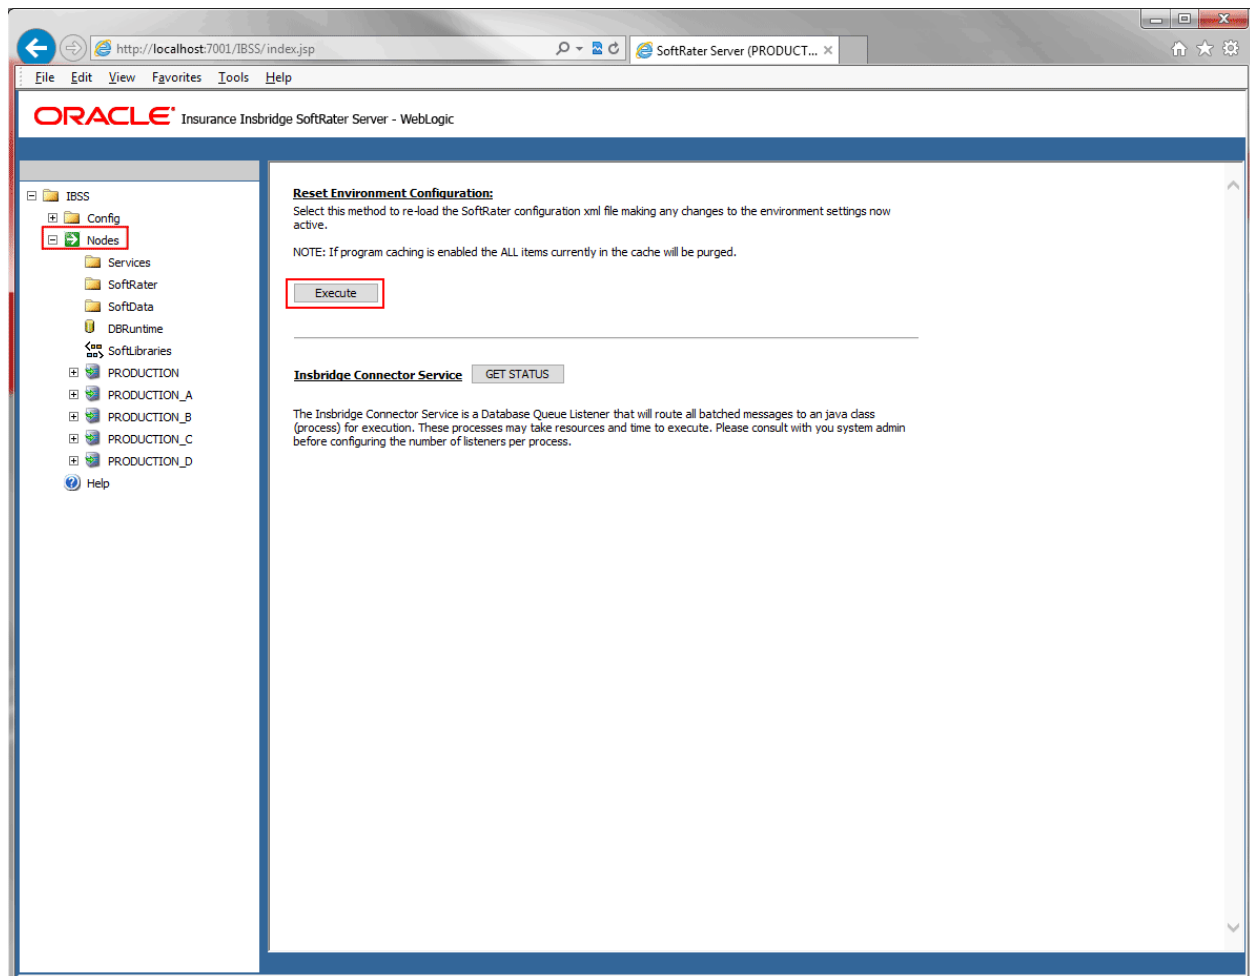 http://localhost:7001/IBSS/index.jsp
SoftRater Server (PRODUCT...
File Edit View Favorites Tools Help
ORACLE Insurance Insbridge SoftRater Server - WebLogic
IBSS
Config
Nodes
Services
SoftRater
SoftData
DBRuntime
SoftLibraries
PRODUCTION
PRODUCTION_A
PRODUCTION_B
PRODUCTION_C
PRODUCTION_D
Help
Reset Environment Configuration:
Select this method to re-load the SoftRater configuration xml file making any changes to the environment settings now
active.
NOTE: If program caching is enabled the ALL items currently in the cache will be purged.
Execute
Insbridge Connector Service GET STATUS
The Insbridge Connector Service is a Database Queue Listener that will route all batched messages to an java class
(process) for execution. These processes may take resources and time to execute. Please consult with you system admin
before configuring the number of listeners per process.